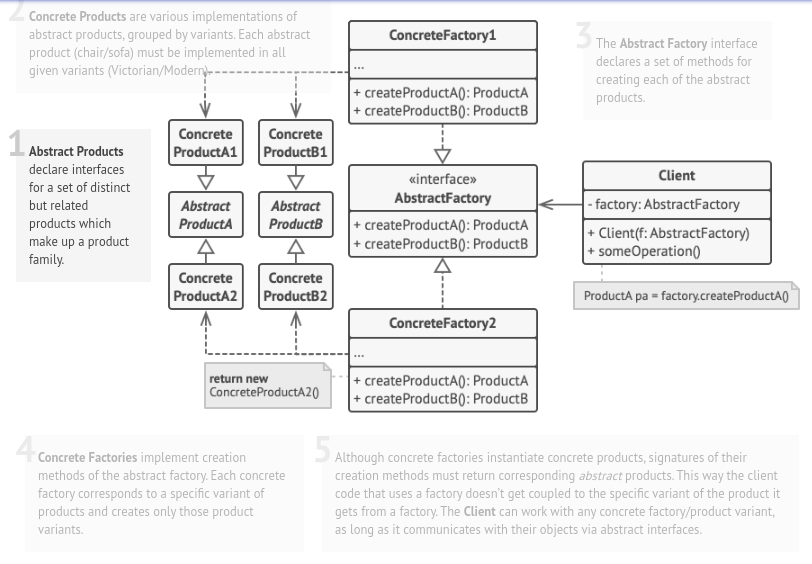 2
Concrete Products are various implementations of
abstract products, grouped by variants. Each abstract
product (chair/sofa) must be implemented in all
given variants (Victorian/Modern).
ConcreteFactory1
...
+ createProductA(): ProductA
+ createProductB(): ProductB
3
The Abstract Factory interface
declares a set of methods for
creating each of the abstract
products.
1
Abstract Products
declare interfaces
for a set of distinct
but related
products which
make up a product
family.
Concrete
ProductA1
Concrete
ProductB1
Abstract
ProductA
Abstract
ProductB
Concrete
ProductA2
Concrete
ProductB2
«interface»
AbstractFactory
+ createProductA(): ProductA
+ createProductB(): ProductB
Client
- factory: AbstractFactory
+ Client(f: AbstractFactory)
+ someOperation()
ProductA pa = factory.createProductA()
ConcreteFactory2
...
+ createProductA(): ProductA
+ createProductB(): ProductB
return new
ConcreteProductA2()
4
Concrete Factories implement creation
methods of the abstract factory. Each concrete
factory corresponds to a specific variant of
products and creates only those product
variants.
5
Although concrete factories instantiate concrete products, signatures of their
creation methods must return corresponding abstract products. This way the client
code that uses a factory doesn't get coupled to the specific variant of the product it
gets from a factory. The Client can work with any concrete factory/product variant,
as long as it communicates with their objects via abstract interfaces.